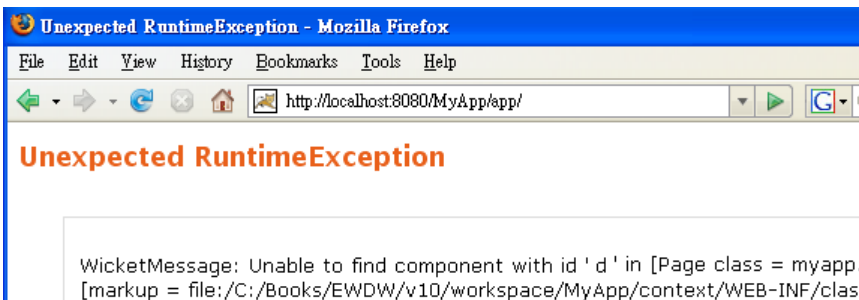 Unexpected RuntimeException - Mozilla Firefox
File Edit View History Bookmarks Tools Help
http://localhost:8080/MyApp/app/
G
Unexpected RuntimeException
WicketMessage: Unable to find component with id ' d ' in [Page class = myapp.
[markup = file:/C:/Books/EWDW/v10/workspace/MyApp/context/WEB-INF/clas